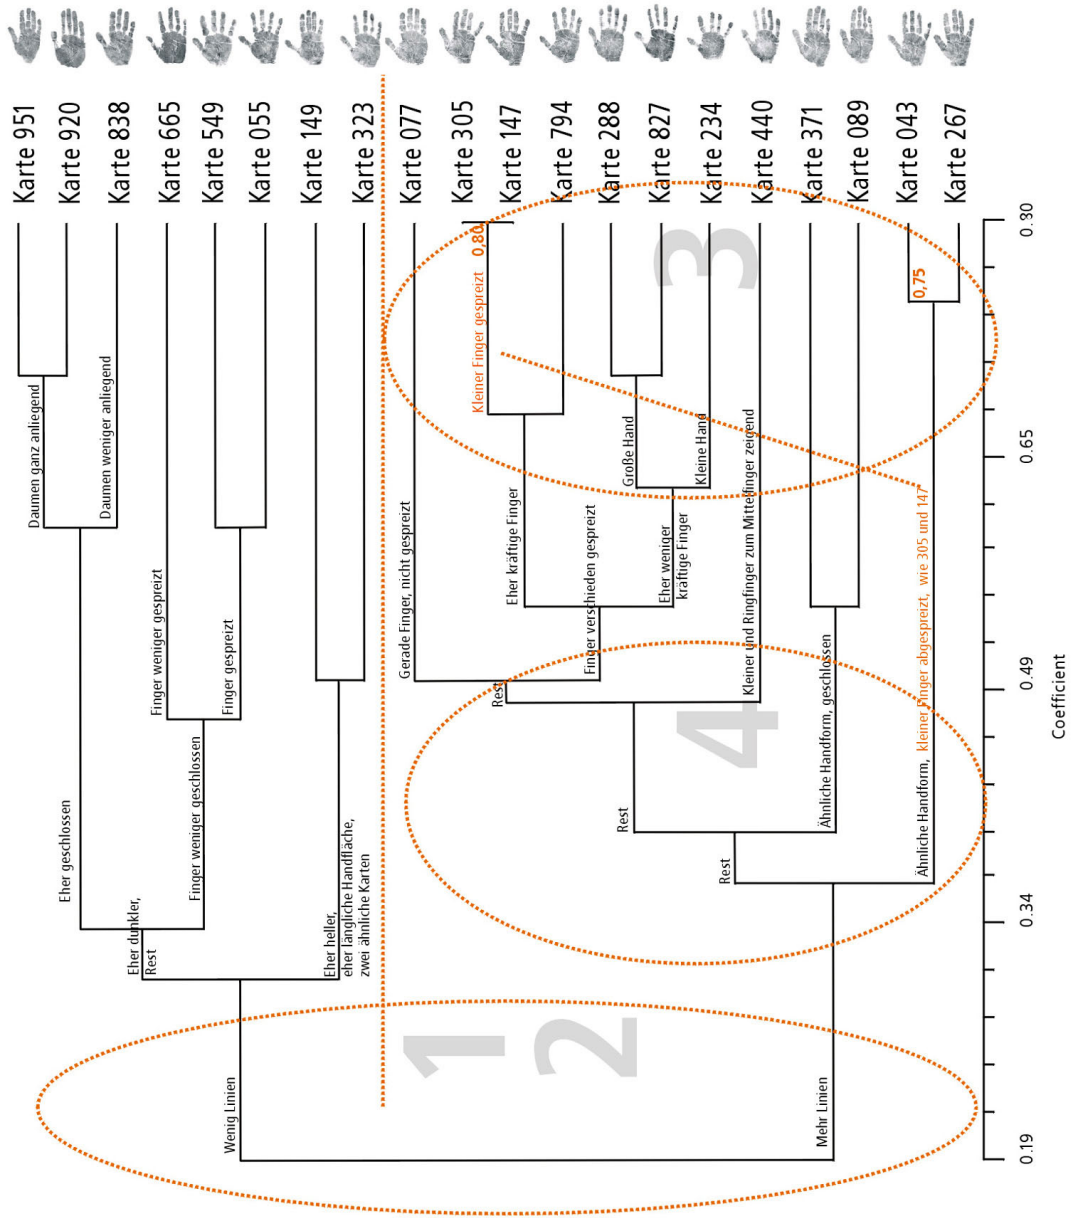 Karte 951
Karte 920
Karte 838
Karte 665
Karte 549
Karte 055
Karte 149
Karte 323
Karte 077
Karte 305
Karte 147
Karte 794
Karte 288
Karte 827
Karte 234
Karte 440
Karte 371
Karte 089
Karte 043
Karte 267
Daumen ganz anliegend
Daumen weniger anliegend
Eher geschlossen
Finger weniger gespreizt
Finger gespreizt
Finger weniger geschlossen
Eher dunkler,
Rest
Eher heller,
eher längliche Handfläche,
zwei ähnliche Karten
Wenig Linien
Gerade Finger, nicht gespreizt
Kleiner Finger gespreizt 0,80
Eher kräftige Finger
Finger verschieden gespreizt
Große Hand
Kleine Hand
Eher weniger
kräftige Finger
Rest
Kleiner und Ringfinger zum Mittelfinger zeigend
Rest
Ähnliche Handform, geschlossen
Rest
0,75
Ähnliche Handform, kleiner Finger abgespreizt, wie 305 und 147
Mehr Linien
1
2
3
4
0.19
0.34
0.49
0.65
0.30
Coefficient